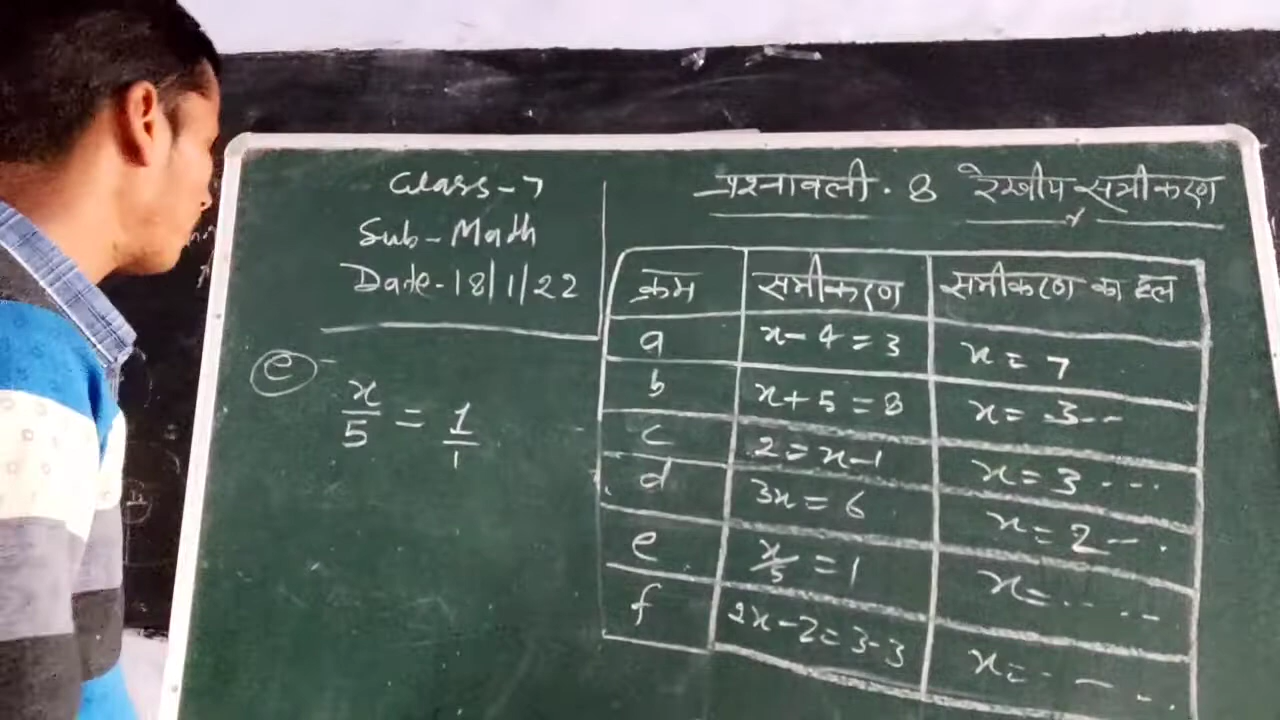 Class-7
Sub-Math
Date-18/1/22
प्रश्नावली.8 रेखीय समीकरण
क्रम समीकरण समीकरण का हल
a x-4=3 x=7
b x+5=8 x=.3--
c 2=x-1 x=3...
d 3x=6 x=2--.
e x/5=1 x=-...
f 2x-2=3-3 x=- - -
e -
x/5 = 1/1